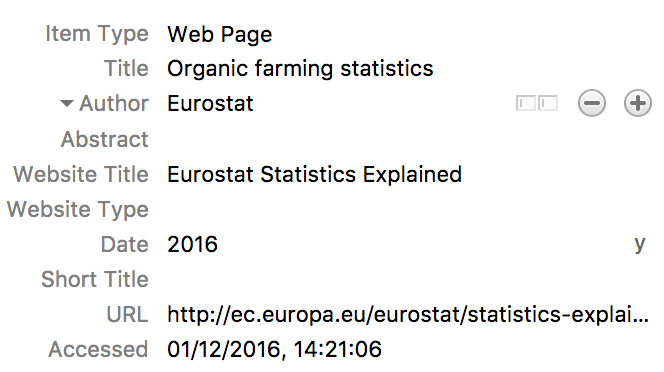 Item Type Web Page
Title Organic farming statistics
Author Eurostat
Abstract
Website Title Eurostat Statistics Explained
Website Type
Date 2016 y
Short Title
URL http://ec.europa.eu/eurostat/statistics-explai...
Accessed 01/12/2016, 14:21:06